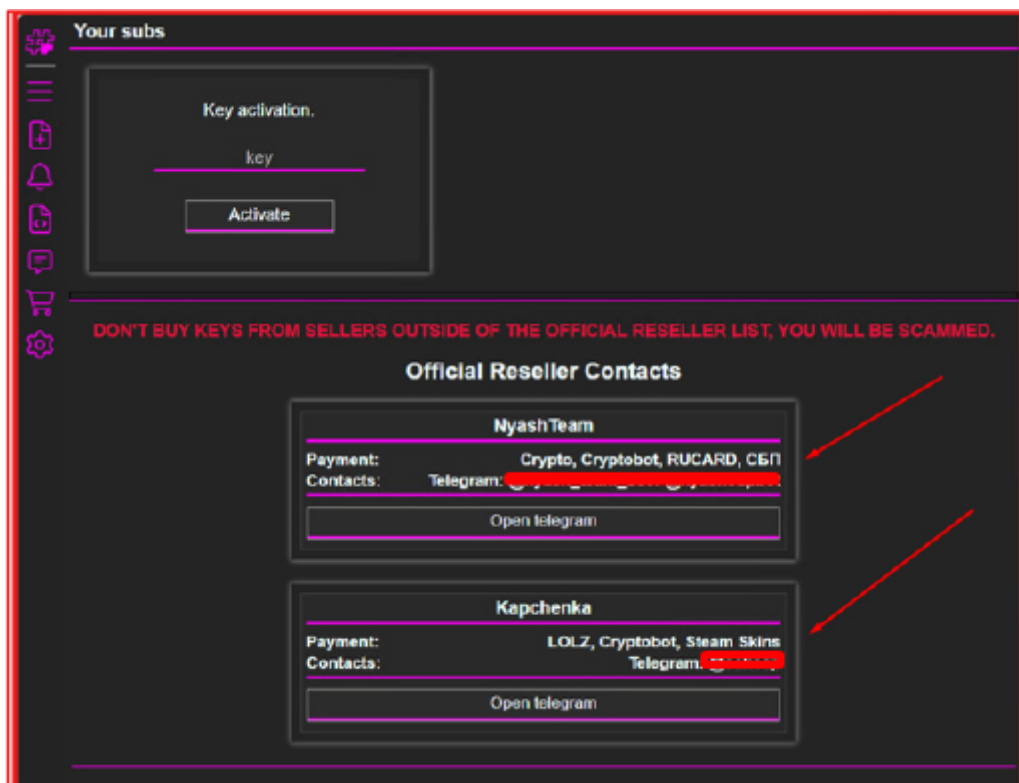 Your subs
Key activation.
key
Activate
DON'T BUY KEYS FROM SELLERS OUTSIDE OF THE OFFICIAL RESELLER LIST, YOU WILL BE SCAMMED.
Official Reseller Contacts
NyashTeam
Payment: Crypto, Cryptobot, RUCARD, СБП
Contacts: Telegram:
Open telegram
Kapchenka
Payment: LOLZ, Cryptobot, Steam Skins
Contacts: Telegram:
Open telegram